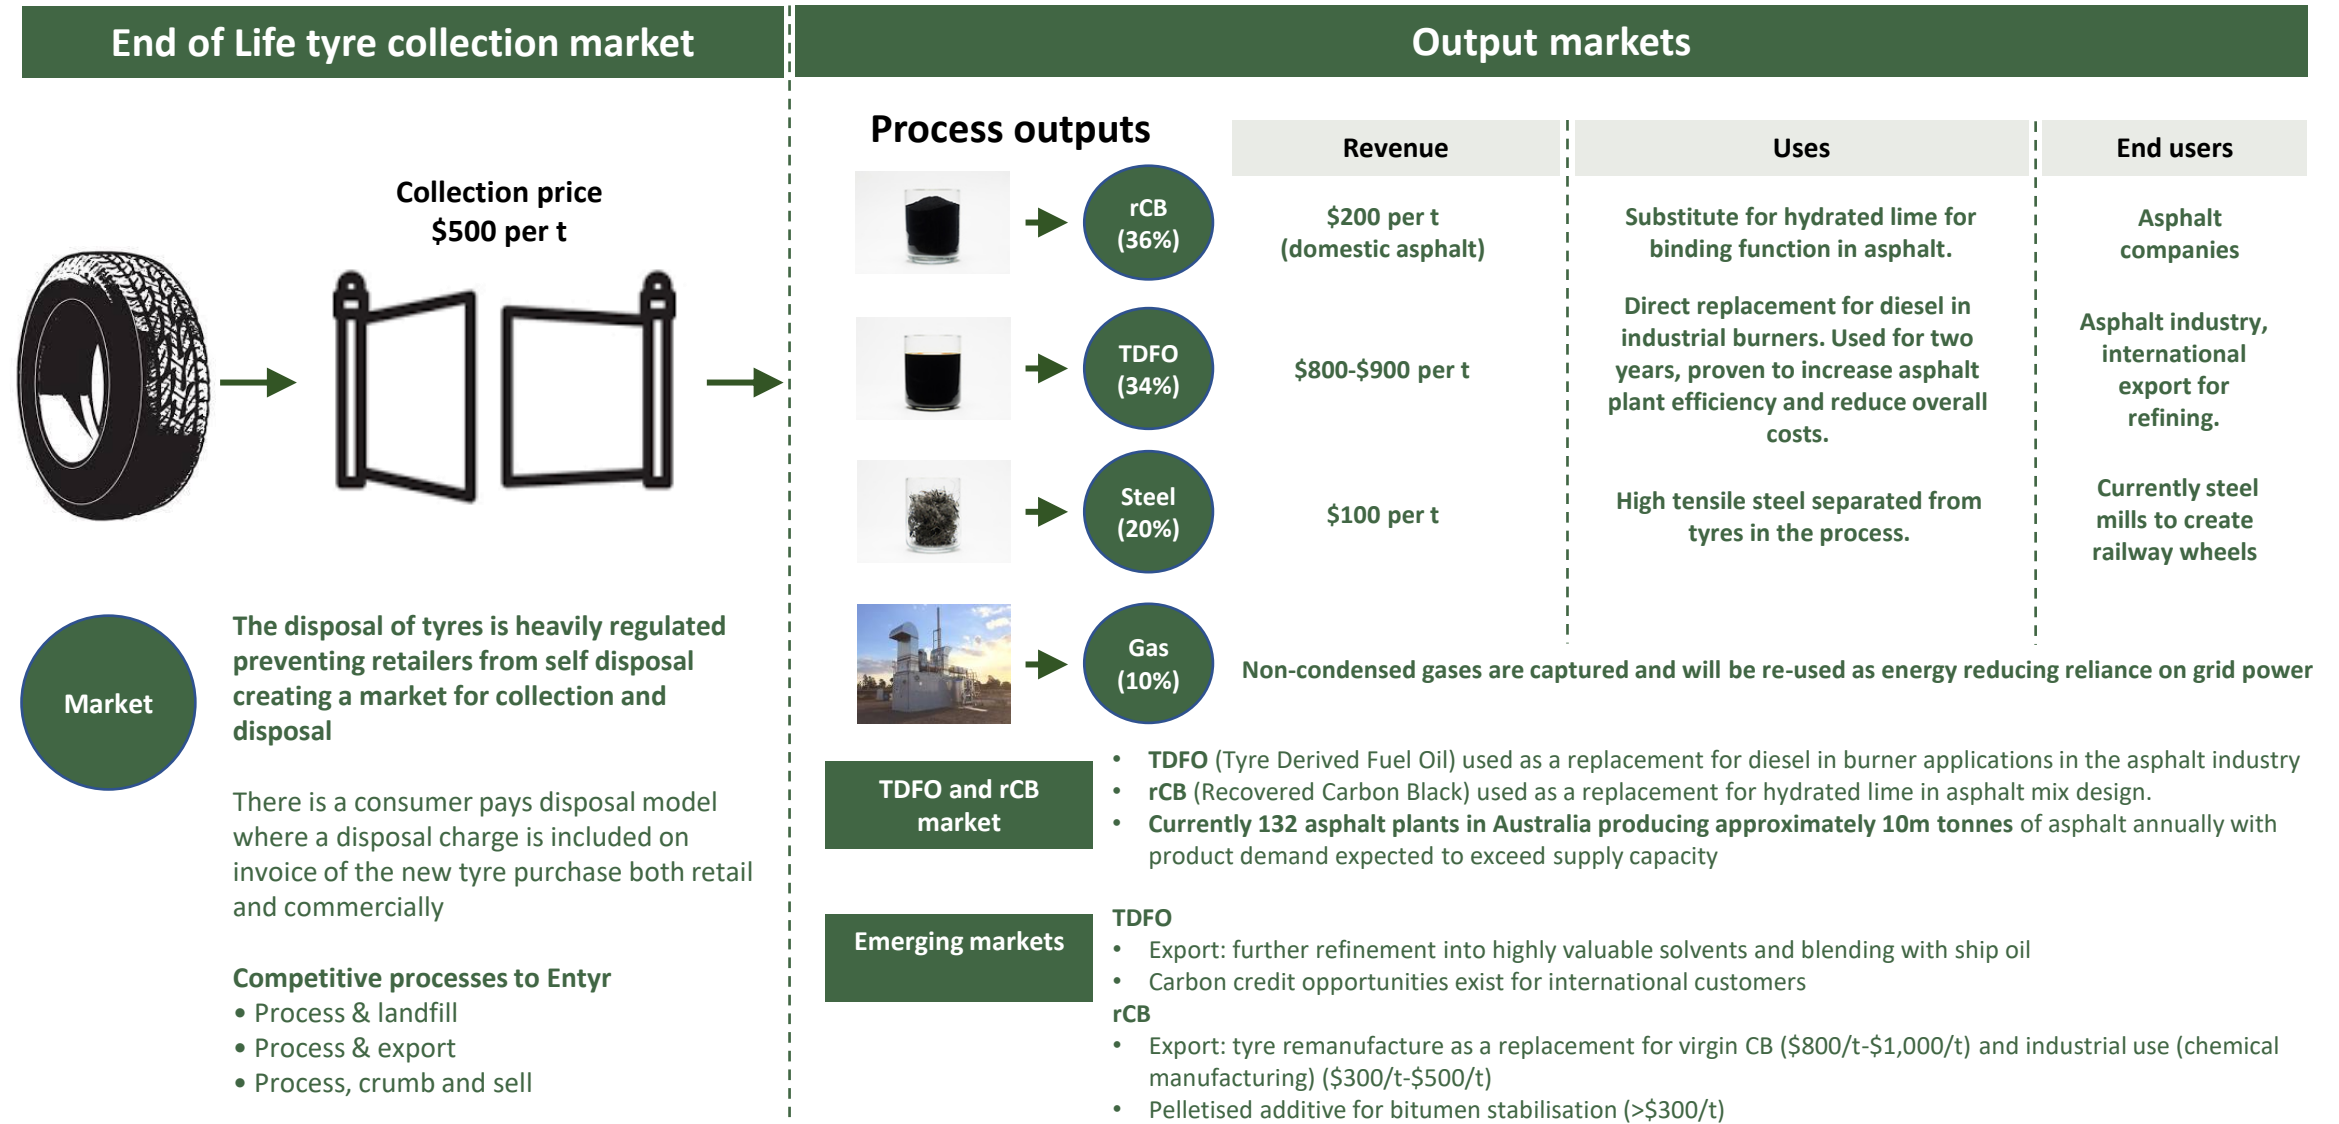 End of Life tyre collection market
Collection price
$500 per t
Market
The disposal of tyres is heavily regulated
preventing retailers from self disposal
creating a market for collection and
disposal
There is a consumer pays disposal model
where a disposal charge is included on
invoice of the new tyre purchase both retail
and commercially
Competitive processes to Entyr
• Process & landfill
• Process & export
• Process, crumb and sell
Output markets
Process outputs
Revenue
Uses
End users
rCB
(36%)
$200 per t
(domestic asphalt)
Substitute for hydrated lime for
binding function in asphalt.
Asphalt
companies
TDFO
(34%)
$800-$900 per t
Direct replacement for diesel in
industrial burners. Used for two
years, proven to increase asphalt
plant efficiency and reduce overall
costs.
Asphalt industry,
international
export for
refining.
Steel
(20%)
$100 per t
High tensile steel separated from
tyres in the process.
Currently steel
mills to create
railway wheels
Gas
(10%)
Non-condensed gases are captured and will be re-used as energy reducing reliance on grid power
TDFO and rCB
market
• TDFO (Tyre Derived Fuel Oil) used as a replacement for diesel in burner applications in the asphalt industry
• rCB (Recovered Carbon Black) used as a replacement for hydrated lime in asphalt mix design.
• Currently 132 asphalt plants in Australia producing approximately 10m tonnes of asphalt annually with
product demand expected to exceed supply capacity
Emerging markets
TDFO
• Export: further refinement into highly valuable solvents and blending with ship oil
• Carbon credit opportunities exist for international customers
rCB
• Export: tyre remanufacture as a replacement for virgin CB ($800/t-$1,000/t) and industrial use (chemical
manufacturing) ($300/t-$500/t)
• Pelletised additive for bitumen stabilisation (>$300/t)